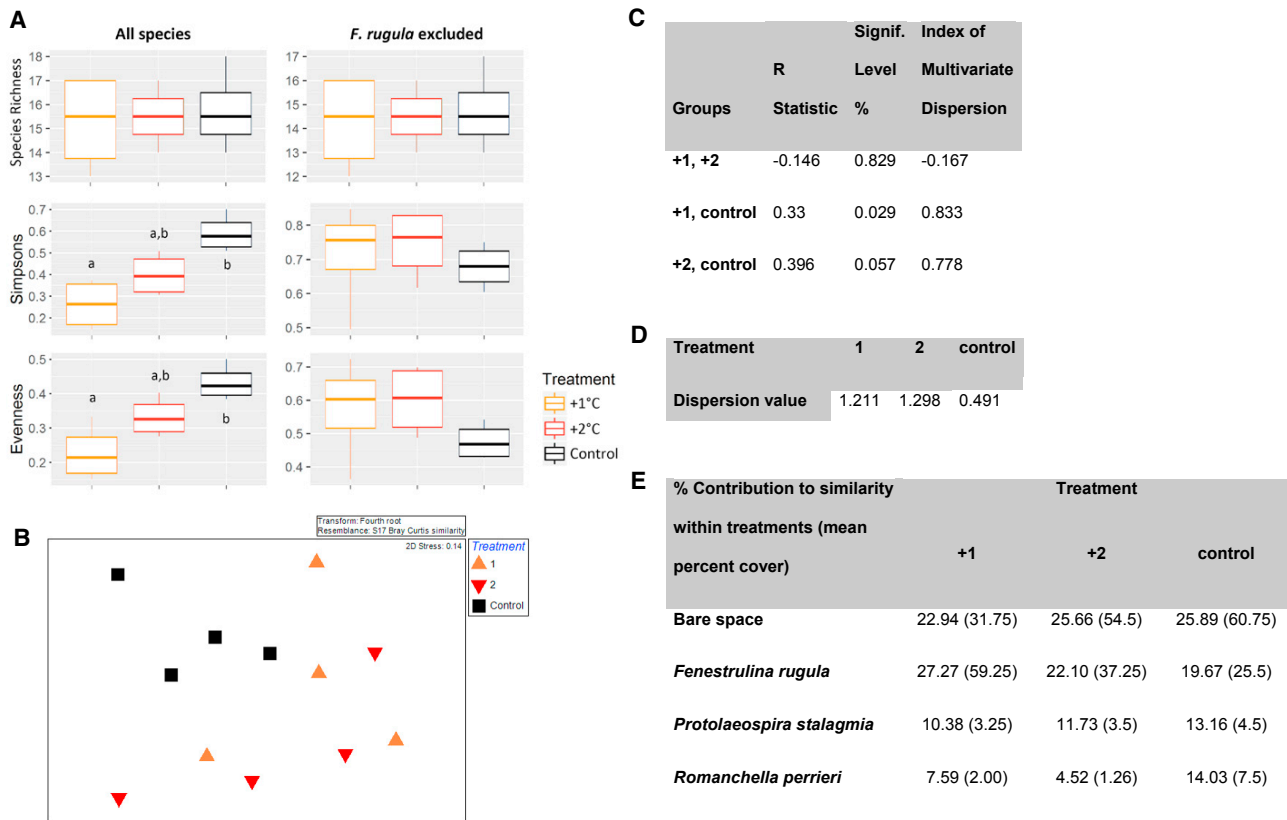 A
All species
F. rugula excluded
Species Richness
18
17
16
15
14
13
17
16
15
14
13
12
Simpsons
0.7
0.6
0.5
0.4
0.3
0.2
a
a,b
b
0.8
0.7
0.6
0.5
Evenness
0.5
0.4
0.3
0.2
a
a,b
b
0.7
0.6
0.5
0.4
Treatment
+1°C
+2°C
Control
B
Transform: Fourth root
Resemblance: S17 Bray Curtis similarity
2D Stress: 0.14
Treatment
1
2
Control
C
Groups R Statistic Signif. Level % Index of Multivariate Dispersion
+1, +2 -0.146 0.829 -0.167
+1, control 0.33 0.029 0.833
+2, control 0.396 0.057 0.778
D
Treatment 1 2 control
Dispersion value 1.211 1.298 0.491
E
% Contribution to similarity within treatments (mean percent cover) Treatment
+1 +2 control
Bare space 22.94 (31.75) 25.66 (54.5) 25.89 (60.75)
Fenestrulina rugula 27.27 (59.25) 22.10 (37.25) 19.67 (25.5)
Protolaeospira stalagmia 10.38 (3.25) 11.73 (3.5) 13.16 (4.5)
Romanchella perrieri 7.59 (2.00) 4.52 (1.26) 14.03 (7.5)